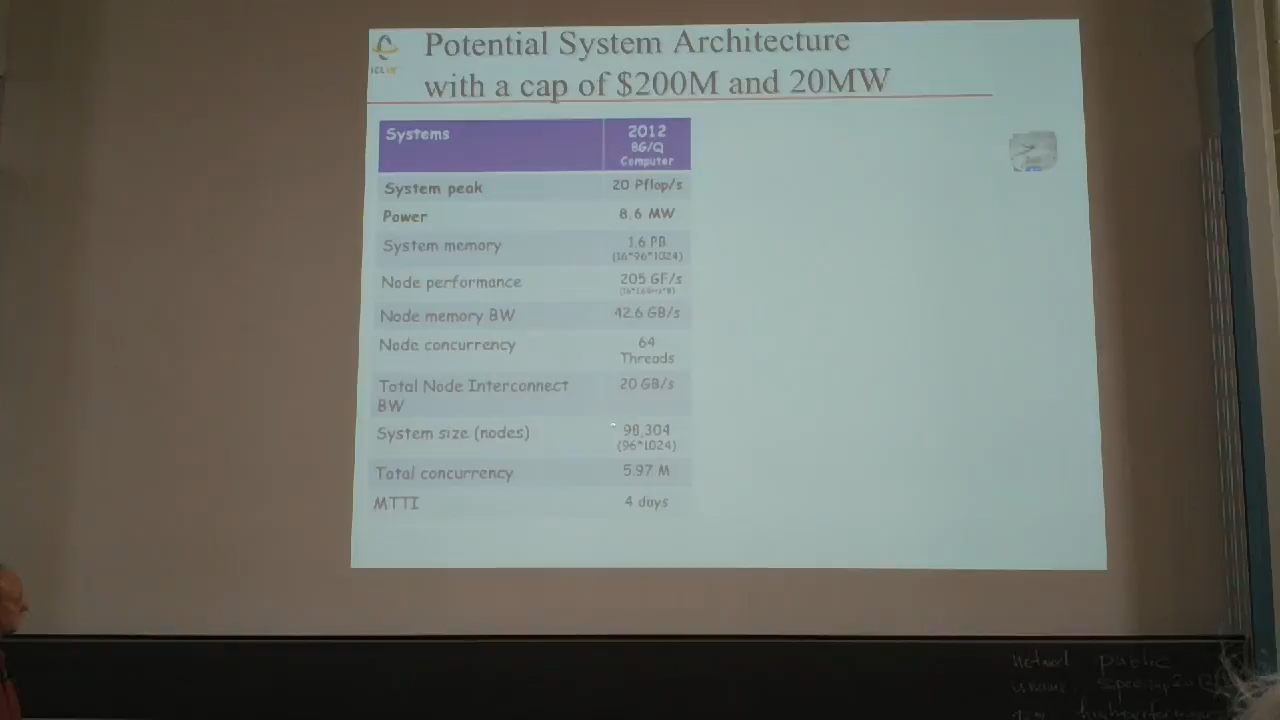 Potential System Architecture
with a cap of $200M and 20MW
ICL
Systems
2012
BG/Q
Computer
System peak
20 Pflop/s
Power
8.6 MW
System memory
1.6 PB
(16*96*1024)
Node performance
205 GF/s
Node memory BW
42.6 GB/s
Node concurrency
64
Threads
Total Node Interconnect
BW
20 GB/s
System size (nodes)
98,304
(96*1024)
Total concurrency
5.97 M
MTTI
4 days
public